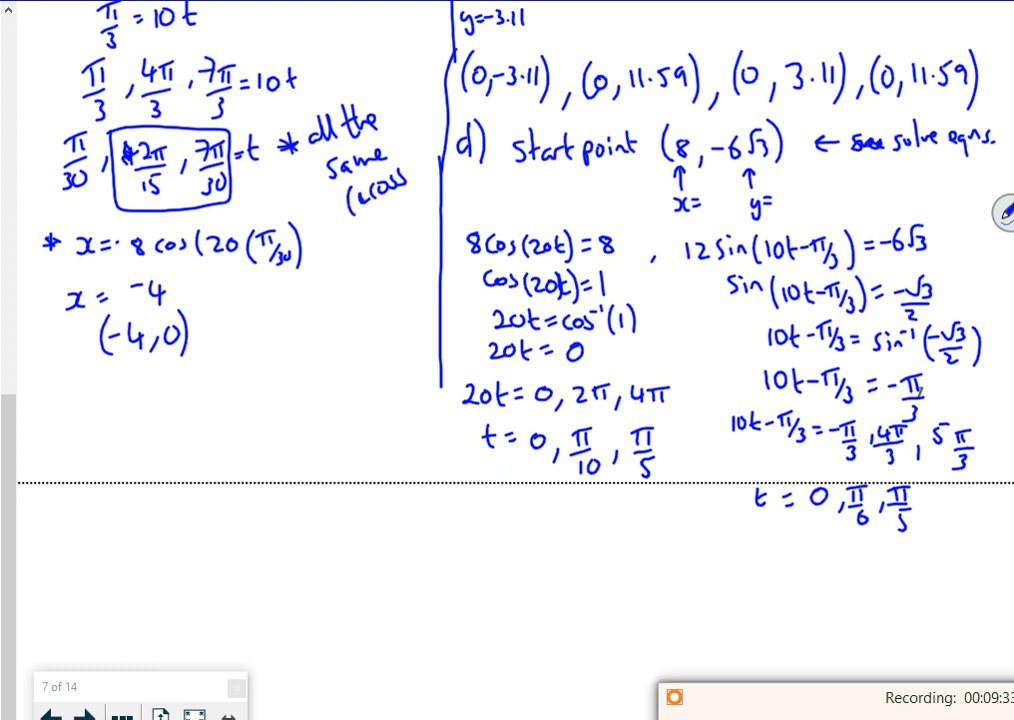 π/3 = 10t
π/3, 4π/3, 7π/3 = 10t
π/30, 2π/15, 7π/30 = t * all the
same
* x = 8 cos(20(π/30)
x = -4
(-4, 0)
y=-3.11
(0,-3.11), (0, 11.59), (0, 3.11), (0, 11.59)
d) start point (8, -6√3) ← solve eqns.
x= y=
8cos(20t) = 8 , 12 sin(10t-π/3) = -6√3
cos(20t) = 1 sin(10t-π/3) = -√3/2
20t = cos⁻¹(1) 10t-π/3 = sin⁻¹(-√3/2)
20t = 0 10t-π/3 = -π/3
20t = 0, 2π, 4π 10t-π/3 = -π/3, 4π/3, 5π/3
t = 0, π/10, π/5 t = 0, π/6, π/5
7 of 14
Recording: 00:09:33